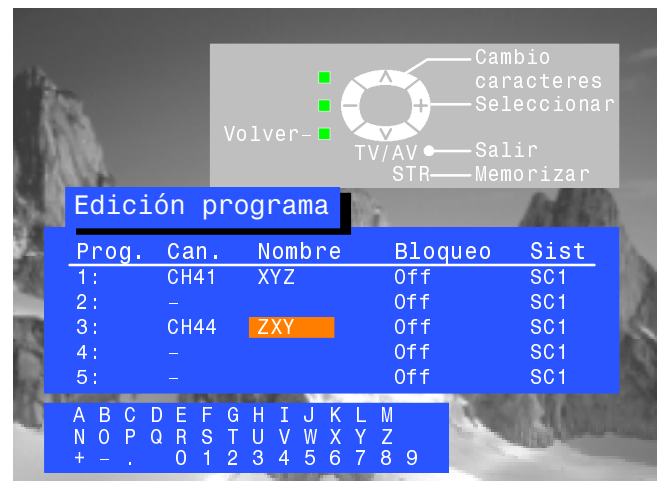 Cambio
caracteres
Seleccionar
Volver
TV/AV Salir
STR Memorizar
Edición programa
Prog. Can. Nombre Bloqueo Sist
1: CH41 XYZ Off SC1
2: – Off SC1
3: CH44 ZXY Off SC1
4: – Off SC1
5: – Off SC1
A B C D E F G H I J K L M
N O P Q R S T U V W X Y Z
+ – . 0 1 2 3 4 5 6 7 8 9